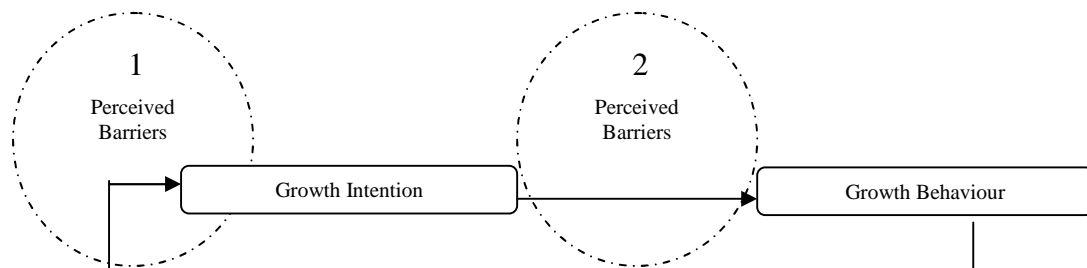 1
Perceived
Barriers
2
Perceived
Barriers
Growth Intention
Growth Behaviour